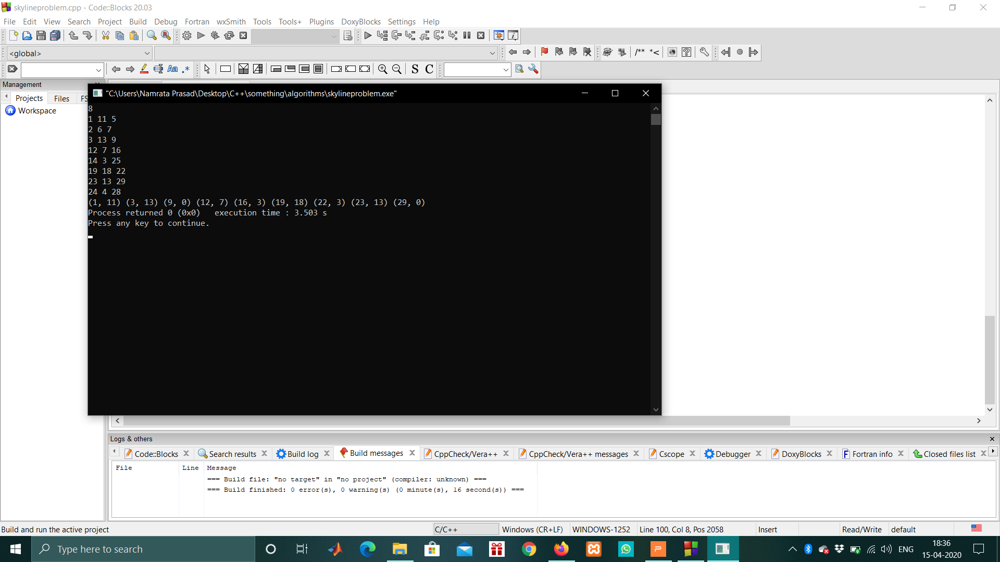 skylineproblem.cpp - Code::Blocks 20.03
File Edit View Search Project Build Debug Fortran wxSmith Tools Tools+ Plugins DoxyBlocks Settings Help
<global>
/** *<
Aa .*
S C
Management
Projects Files FS
Workspace
"C:\Users\Namrata Prasad\Desktop\C++\something\algorithms\skylineproblem.exe"
8
1 11 5
2 6 7
3 13 9
12 7 16
14 3 25
19 18 22
23 13 29
24 4 28
(1, 11) (3, 13) (9, 0) (12, 7) (16, 3) (19, 18) (22, 3) (23, 13) (29, 0)
Process returned 0 (0x0)   execution time : 3.503 s
Press any key to continue.
Logs & others
Code::Blocks Search results Build log Build messages CppCheck/Vera++ CppCheck/Vera++ messages Cscope Debugger DoxyBlocks Fortran info Closed files list
File Line Message
=== Build file: "no target" in "no project" (compiler: unknown) ===
=== Build finished: 0 error(s), 0 warning(s) (0 minute(s), 16 second(s)) ===
Build and run the active project C/C++ Windows (CR+LF) WINDOWS-1252 Line 100, Col 8, Pos 2058 Insert Read/Write default
Type here to search
ENG
18:36
15-04-2020